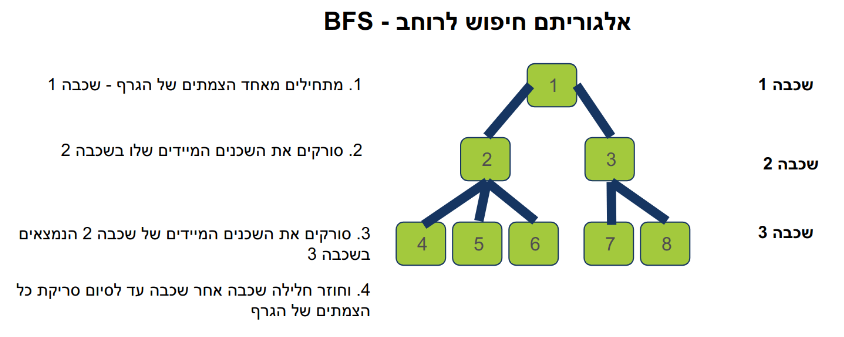 אלגוריתם חיפוש לרוחב - BFS
1. מתחילים מאחד הצמתים של הגרף - שכבה 1
2. סורקים את השכנים המיידים שלו בשכבה 2
3. סורקים את השכנים המיידים של שכבה 2 הנמצאים
בשכבה 3
4. וחוזר חלילה שכבה אחר שכבה עד לסיום סריקת כל
הצמתים של הגרף
שכבה 1
1
שכבה 2
2 3
שכבה 3
4 5 6 7 8